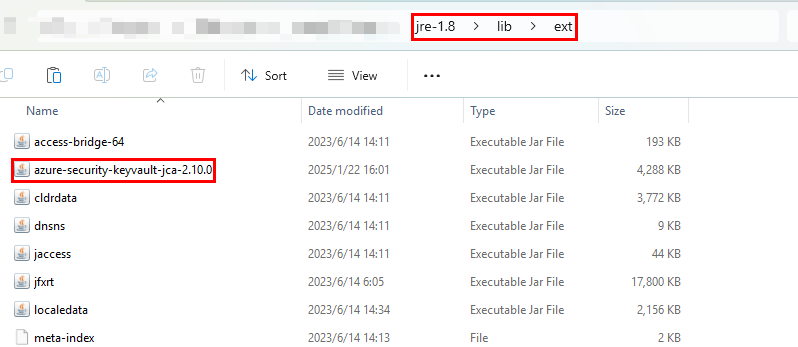 jre-1.8 > lib > ext
Sort View ...
Name Date modified Type Size
access-bridge-64 2023/6/14 14:11 Executable Jar File 193 KB
azure-security-keyvault-jca-2.10.0 2025/1/22 16:01 Executable Jar File 4,288 KB
cldrdata 2023/6/14 14:11 Executable Jar File 3,772 KB
dnsns 2023/6/14 14:11 Executable Jar File 9 KB
jaccess 2023/6/14 14:11 Executable Jar File 44 KB
jfxrt 2023/6/14 6:05 Executable Jar File 17,800 KB
localedata 2023/6/14 14:34 Executable Jar File 2,156 KB
meta-index 2023/6/14 14:13 File 2 KB